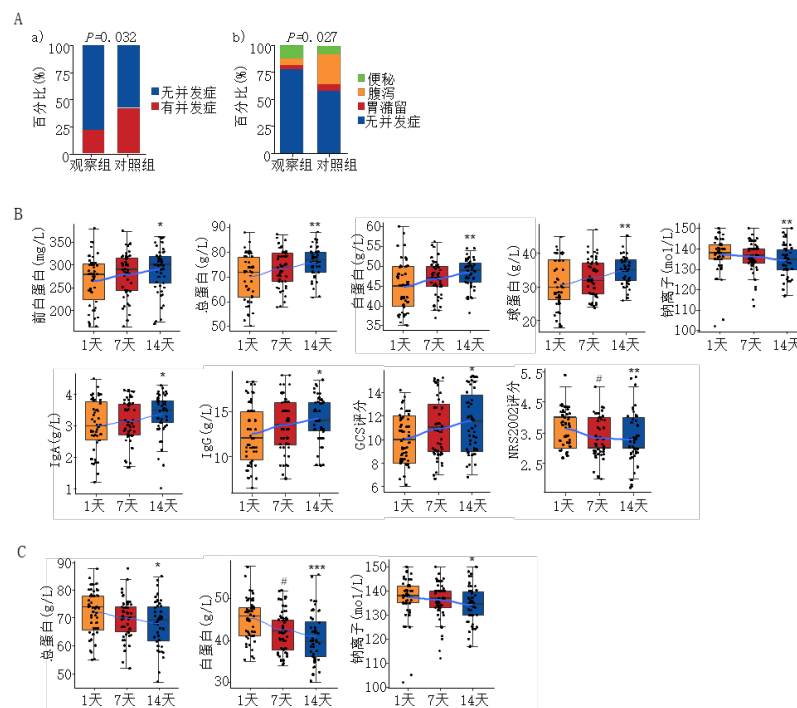 A
a)
P=0.032
100
75
50
25
0
百分比(%)
观察组 对照组
无并发症
有并发症
b)
P=0.027
100
75
50
25
0
百分比(%)
观察组 对照组
便秘
腹泻
胃潴留
无并发症
B
前白蛋白(mg/L)
350
300
250
200
*
1天 7天 14天
总蛋白(g/L)
90
80
70
60
50
**
1天 7天 14天
白蛋白(g/L)
60
55
50
45
40
35
**
1天 7天 14天
球蛋白(g/L)
40
30
20
**
1天 7天 14天
钠离子(mol/L)
150
140
130
120
110
100
**
1天 7天 14天
IgA(g/L)
4
3
2
1
*
1天 7天 14天
IgG(g/L)
15
10
*
1天 7天 14天
GCS评分
14
12
10
8
6
*
1天 7天 14天
NRS2002评分
5.5
4.5
3.5
2.5
# **
1天 7天 14天
C
总蛋白(g/L)
90
80
70
60
50
*
1天 7天 14天
白蛋白(g/L)
60
50
40
30
# ***
1天 7天 14天
钠离子(mol/L)
150
140
130
120
110
100
*
1天 7天 14天